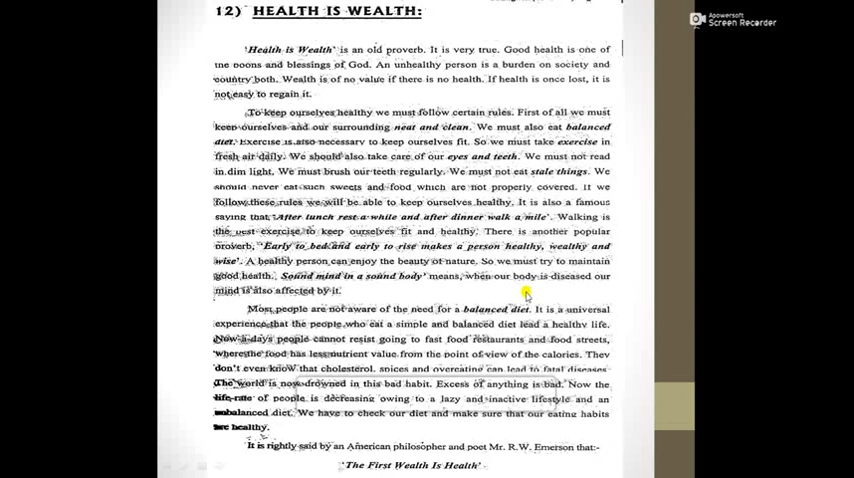 Apowersoft
Screen Recorder
12) HEALTH IS WEALTH:
'Health is Wealth' is an old proverb. It is very true. Good health is one of
the boons and blessings of God. An unhealthy person is a burden on society and
country both. Wealth is of no value if there is no health. If health is once lost, it is
not easy to regain it.
To keep ourselves healthy we must follow certain rules. First of all we must
keep ourselves and our surrounding neat and clean. We must also eat balanced
diet. Exercise is also necessary to keep ourselves fit. So we must take exercise in
fresh air daily. We should also take care of our eyes and teeth. We must not read
in dim light. We must brush our teeth regularly. We must not eat stale things. We
should never eat such sweets and food which are not properly covered. If we
follow these rules we will be able to keep ourselves healthy. It is also a famous
saying that 'After lunch rest a while and after dinner walk a mile'. Walking is
the best exercise to keep ourselves fit and healthy. There is another popular
proverb, 'Early to bed and early to rise makes a person healthy, wealthy and
wise'. A healthy person can enjoy the beauty of nature. So we must try to maintain
good health. 'Sound mind in a sound body' means, when our body is diseased our
mind is also affected by it.
Most people are not aware of the need for a balanced diet. It is a universal
experience that the people who eat a simple and balanced diet lead a healthy life.
Now-a-days people cannot resist going to fast food restaurants and food streets,
where the food has less nutrient value from the point of view of the calories. They
don't even know that cholesterol, spices and overeating can lead to fatal diseases
The world is now drowned in this bad habit. Excess of anything is bad. Now the
life-rate of people is decreasing owing to a lazy and inactive lifestyle and an
unbalanced diet. We have to check our diet and make sure that our eating habits
are healthy.
It is rightly said by an American philosopher and poet Mr. R.W. Emerson that:-
'The First Wealth Is Health'